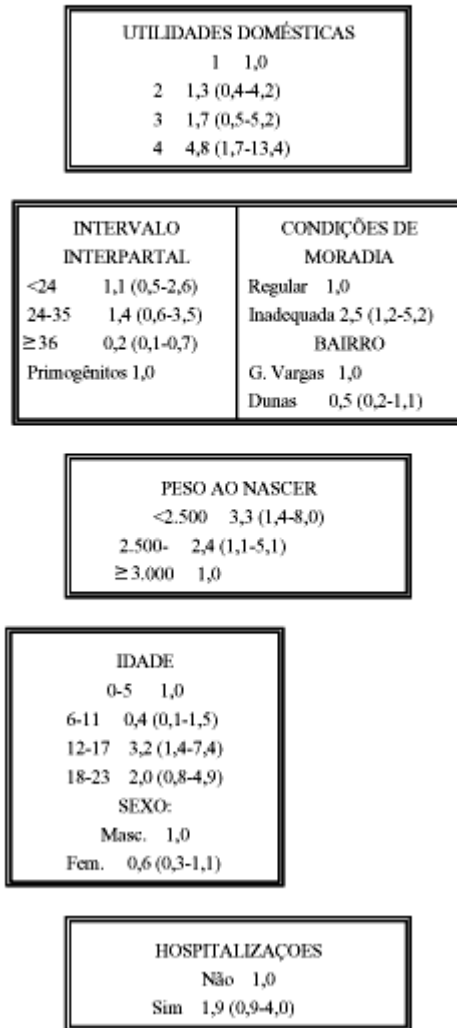 UTILIDADES DOMÉSTICAS
1 1,0
2 1,3 (0,4-4,2)
3 1,7 (0,5-5,2)
4 4,8 (1,7-13,4)
INTERVALO
INTERPARTAL
<24 1,1 (0,5-2,6)
24-35 1,4 (0,6-3,5)
≥36 0,2 (0,1-0,7)
Primogênitos 1,0
CONDIÇÕES DE
MORADIA
Regular 1,0
Inadequada 2,5 (1,2-5,2)
BAIRRO
G. Vargas 1,0
Dunas 0,5 (0,2-1,1)
PESO AO NASCER
<2.500 3,3 (1,4-8,0)
2.500- 2,4 (1,1-5,1)
≥3.000 1,0
IDADE
0-5 1,0
6-11 0,4 (0,1-1,5)
12-17 3,2 (1,4-7,4)
18-23 2,0 (0,8-4,9)
SEXO:
Masc. 1,0
Fem. 0,6 (0,3-1,1)
HOSPITALIZAÇOES
Não 1,0
Sim 1,9 (0,9-4,0)